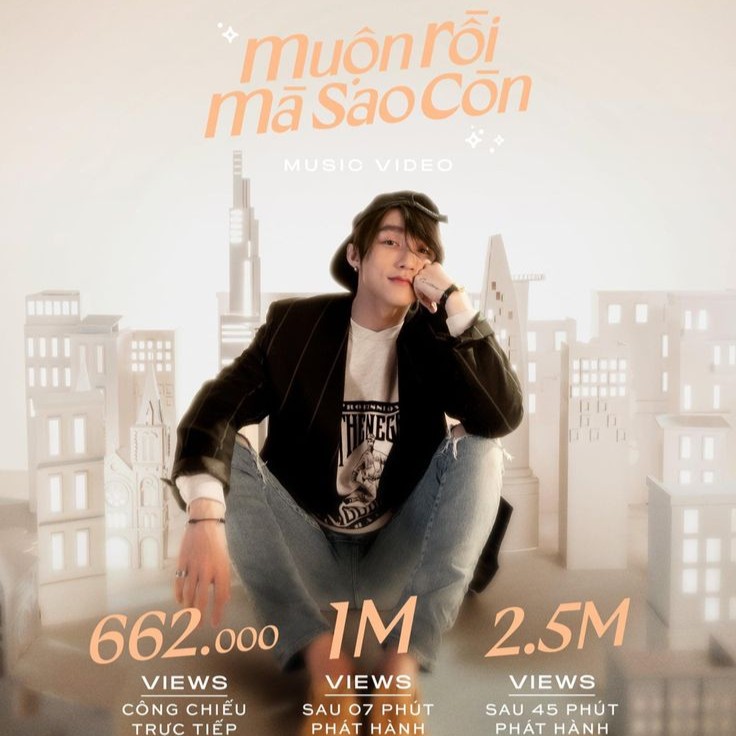 muộn rồi
mà sao còn
MUSIC VIDEO
662.000
VIEWS
CÔNG CHIẾU
TRỰC TIẾP
1M
VIEWS
SAU 07 PHÚT
PHÁT HÀNH
2.5M
VIEWS
SAU 45 PHÚT
PHÁT HÀNH